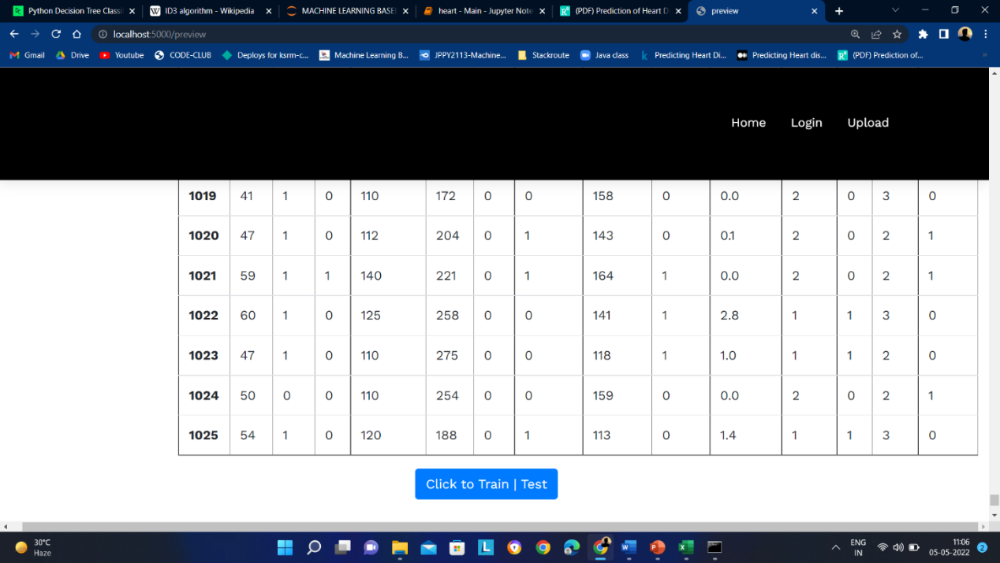 Python Decision Tree Classi
ID3 algorithm - Wikipedia
MACHINE LEARNING BASE
heart - Main - Jupyter Note
(PDF) Prediction of Heart D
preview
localhost:5000/preview
Gmail Drive Youtube CODE-CLUB Deploys for ksrm-c... Machine Learning B... JPPY2113-Machine... Stackroute Java class Predicting Heart Di... Predicting Heart dis... (PDF) Prediction of...
Home Login Upload
1019 41 1 0 110 172 0 0 158 0 0.0 2 0 3 0
1020 47 1 0 112 204 0 1 143 0 0.1 2 0 2 1
1021 59 1 1 140 221 0 1 164 1 0.0 2 0 2 1
1022 60 1 0 125 258 0 0 141 1 2.8 1 1 3 0
1023 47 1 0 110 275 0 0 118 1 1.0 1 1 2 0
1024 50 0 0 110 254 0 0 159 0 0.0 2 0 2 1
1025 54 1 0 120 188 0 1 113 0 1.4 1 1 3 0
Click to Train | Test
30°C
Haze
ENG
IN
11:06
05-05-2022
2